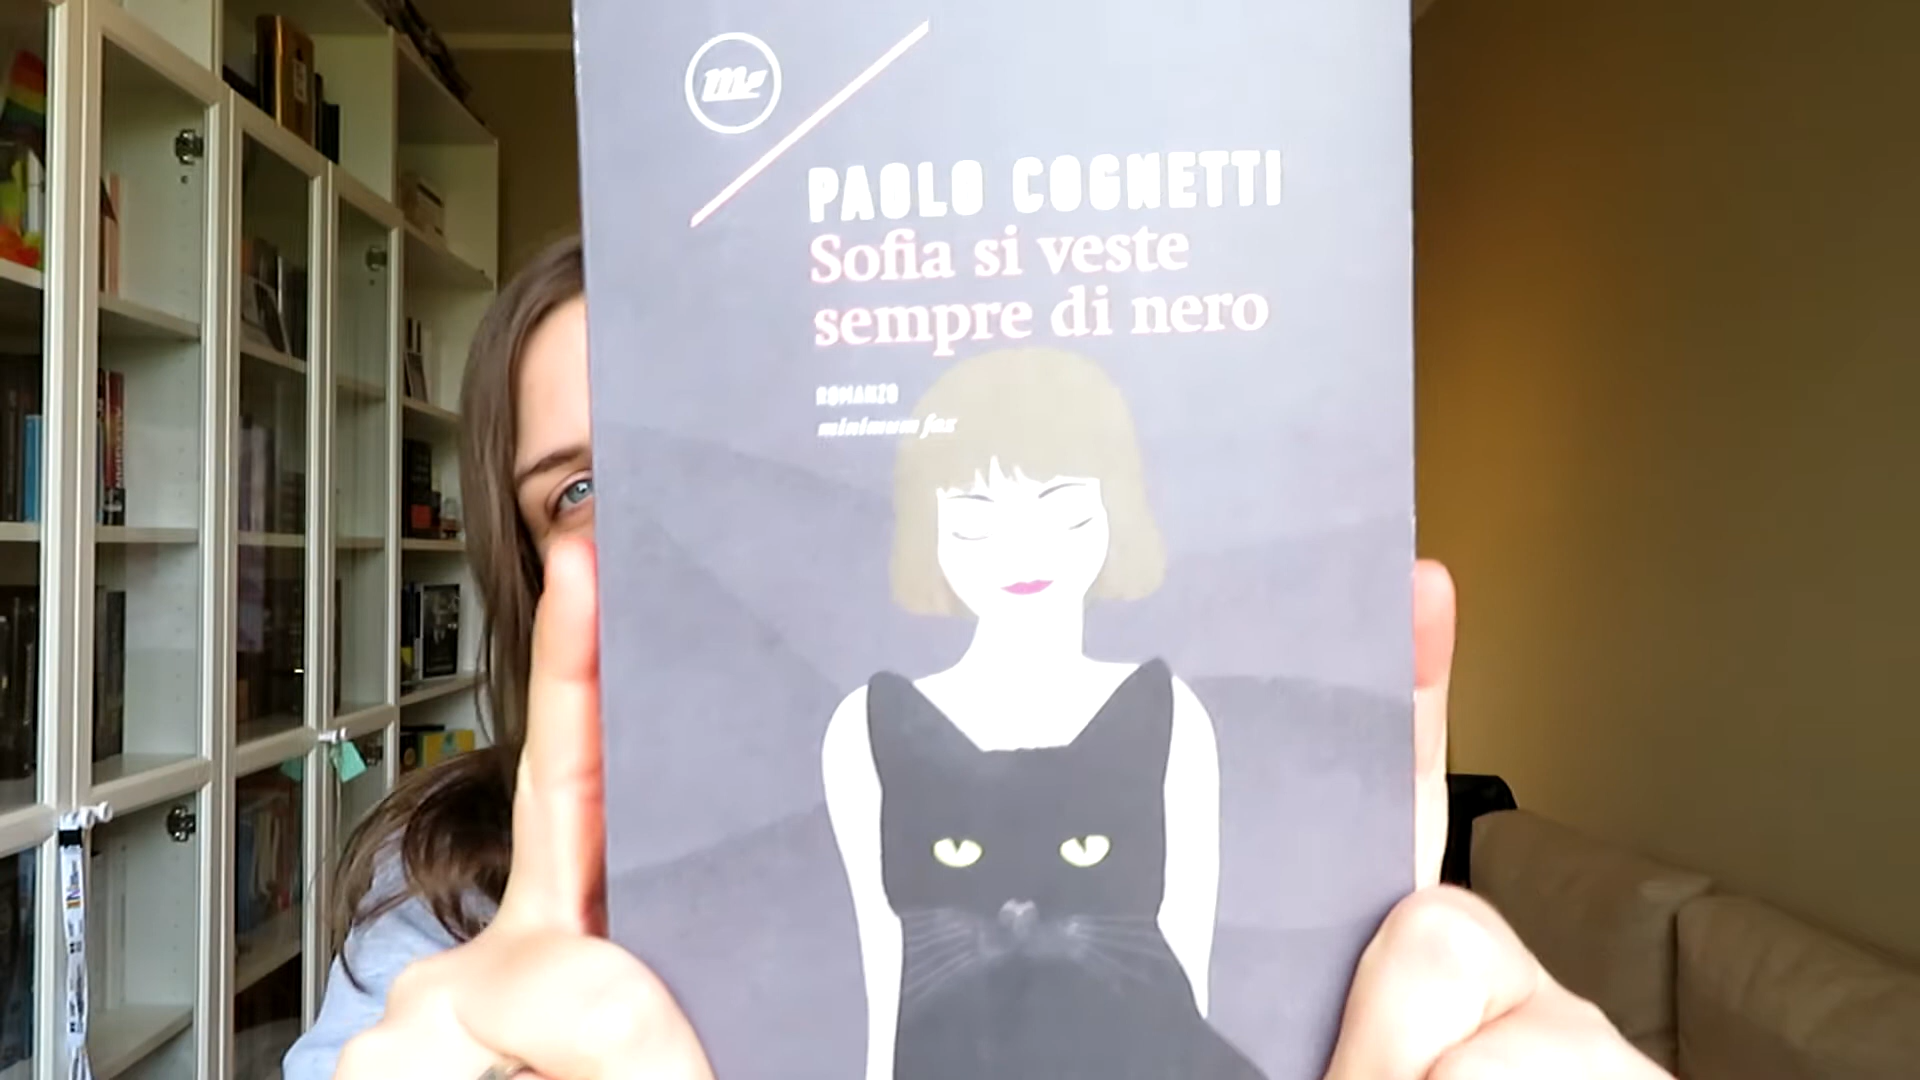 PAOLO COGNETTI
Sofia si veste
sempre di nero
ROMANZO
minimum fax